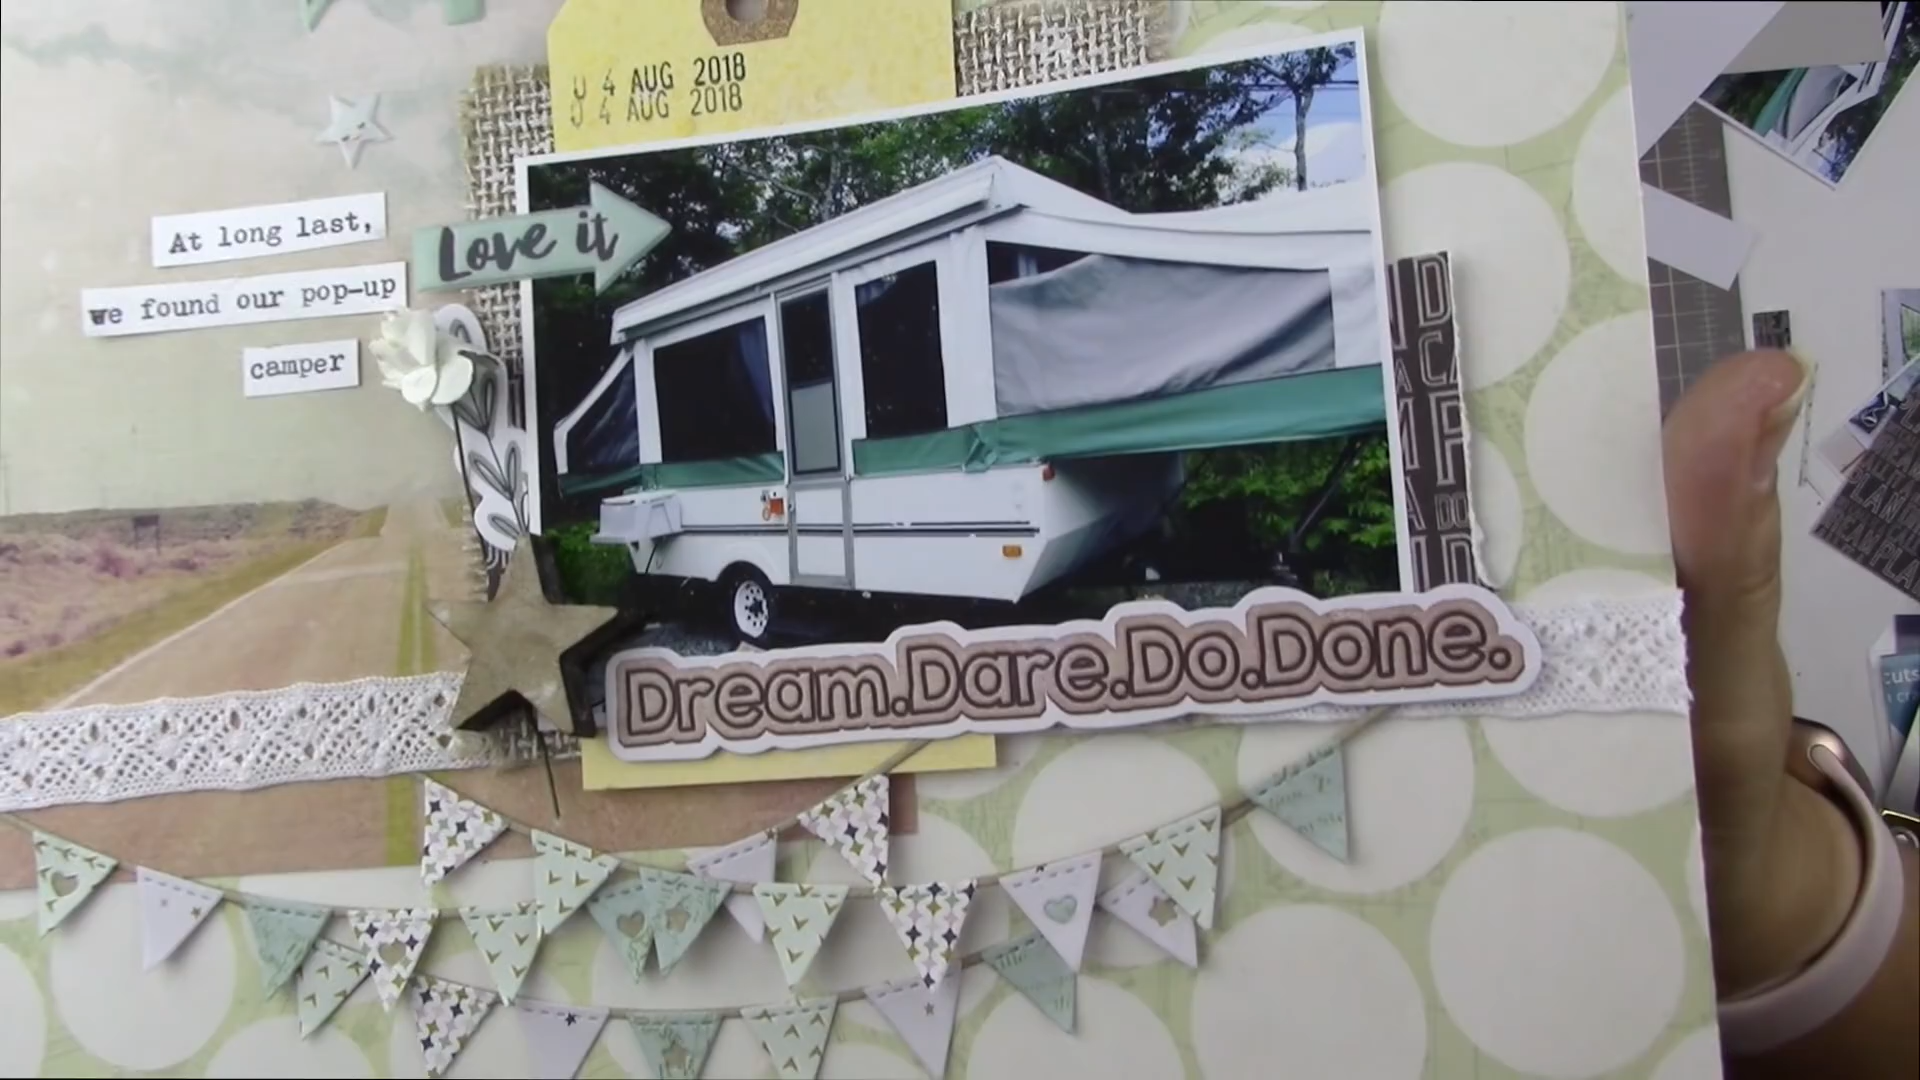 04 AUG 2018
04 AUG 2018
At long last,
Love it
we found our pop-up
camper
Dream.Dare.Do.Done.